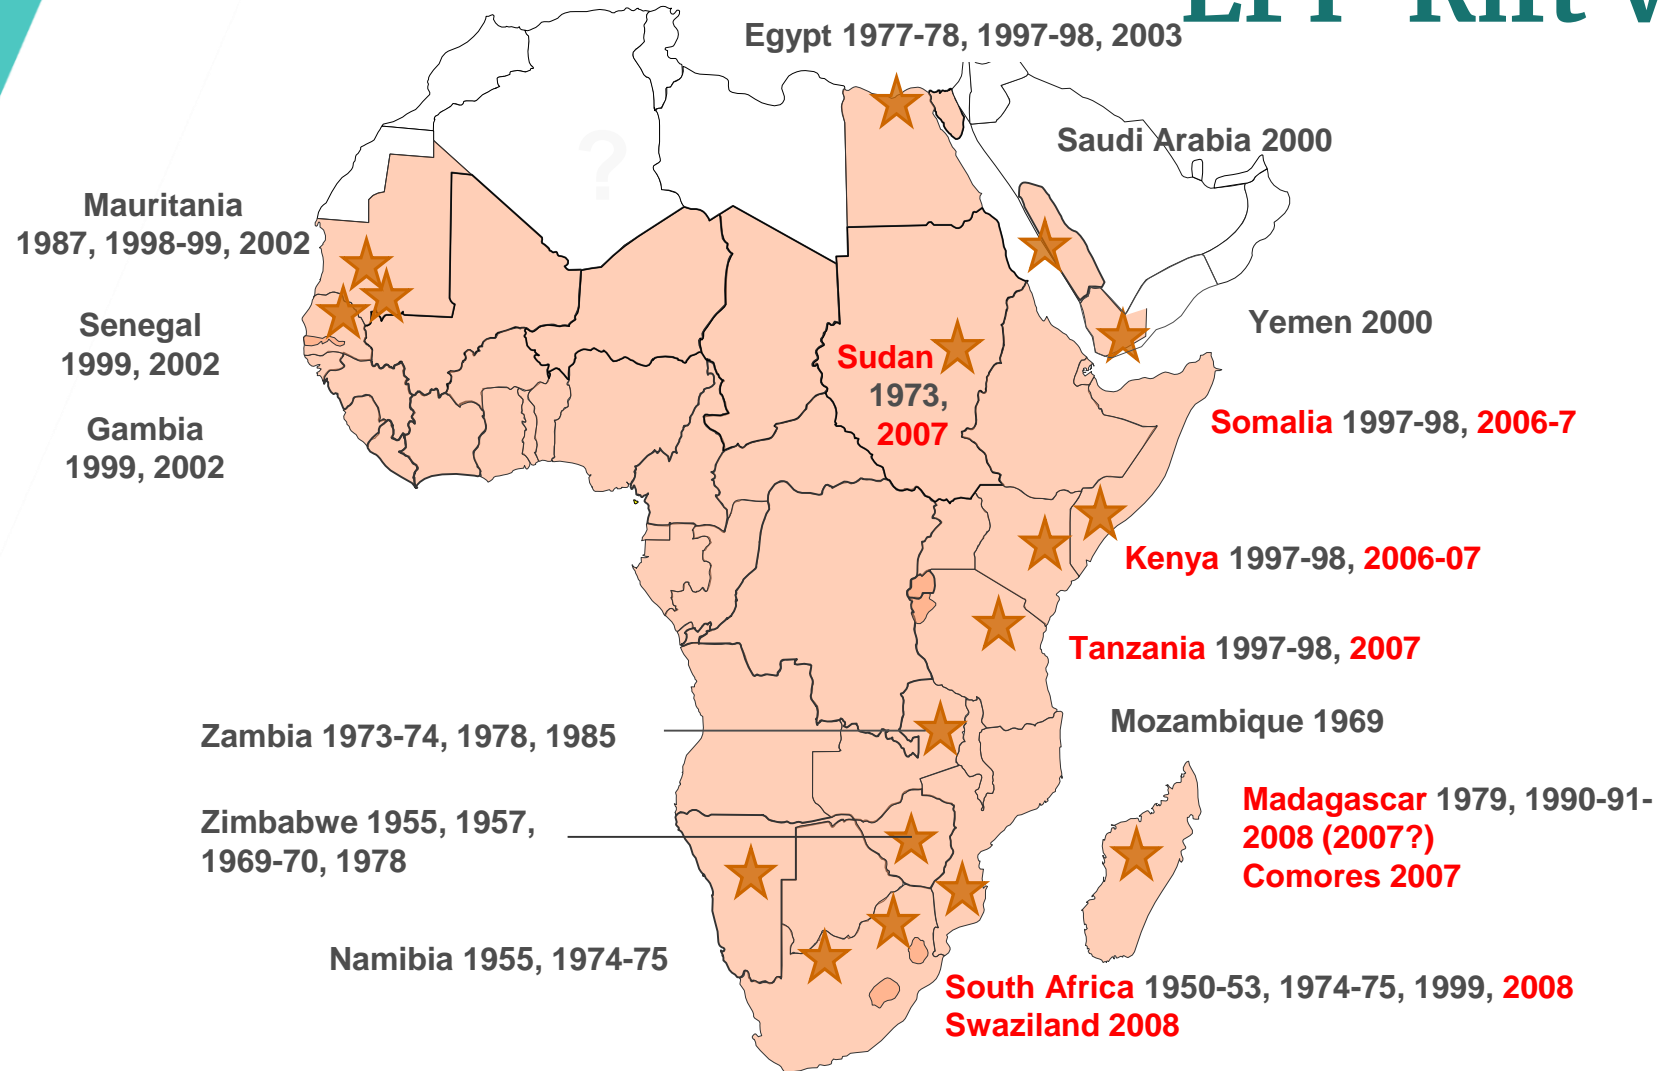 Egypt 1977-78, 1997-98, 2003
?
Saudi Arabia 2000
Mauritania
1987, 1998-99, 2002
Senegal
1999, 2002
Yemen 2000
Sudan
1973,
2007
Gambia
1999, 2002
Somalia 1997-98, 2006-7
Kenya 1997-98, 2006-07
Tanzania 1997-98, 2007
Mozambique 1969
Zambia 1973-74, 1978, 1985
Madagascar 1979, 1990-91-
2008 (2007?)
Comores 2007
Zimbabwe 1955, 1957,
1969-70, 1978
Namibia 1955, 1974-75
South Africa 1950-53, 1974-75, 1999, 2008
Swaziland 2008